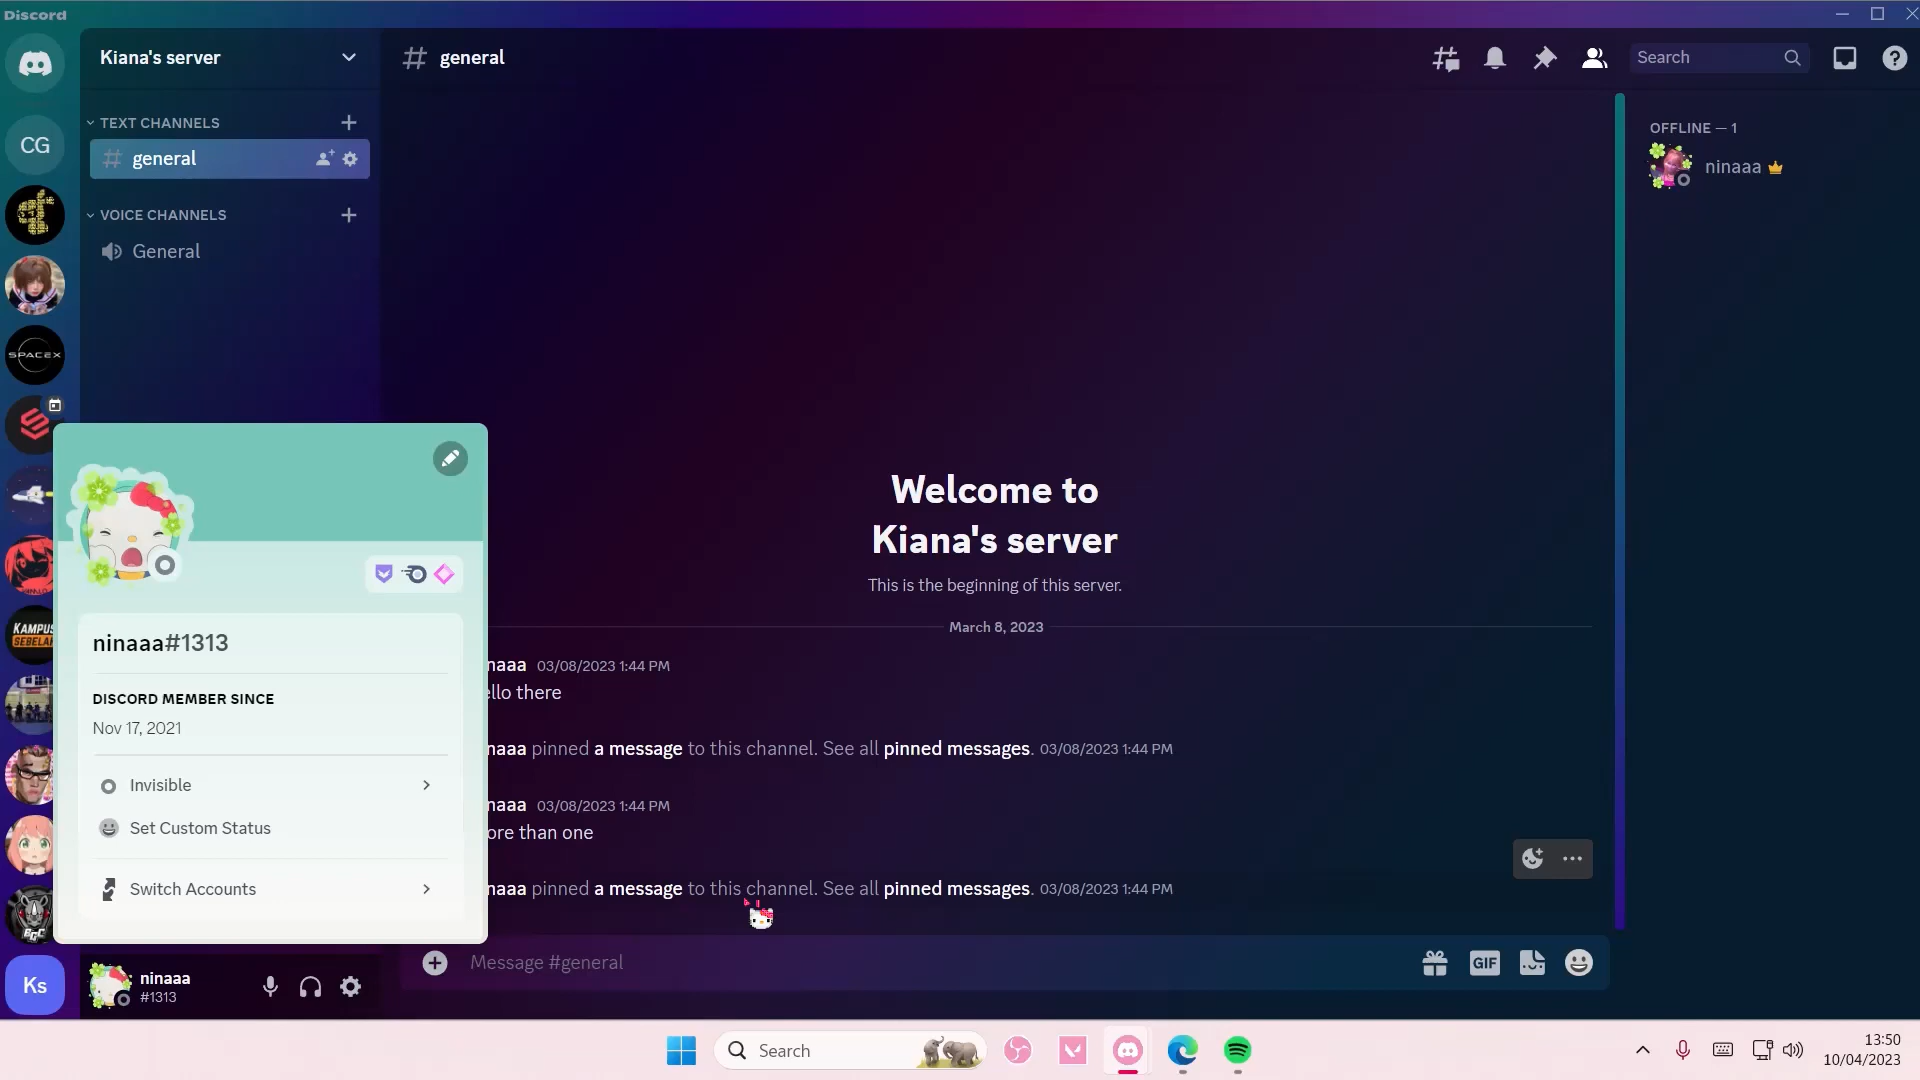 Discord
Kiana's server
general
Search
CG
TEXT CHANNELS
general
VOICE CHANNELS
General
OFFLINE — 1
ninaaa
SPACEX
Welcome to
Kiana's server
This is the beginning of this server.
March 8, 2023
naaa 03/08/2023 1:44 PM
ello there
naaa pinned a message to this channel. See all pinned messages. 03/08/2023 1:44 PM
naaa 03/08/2023 1:44 PM
ore than one
naaa pinned a message to this channel. See all pinned messages. 03/08/2023 1:44 PM
ninaaa#1313
DISCORD MEMBER SINCE
Nov 17, 2021
Invisible
Set Custom Status
Switch Accounts
KAMPUS
SEBELA
BGC
Ks
ninaaa
#1313
Message #general
GIF
Search
13:50
10/04/2023